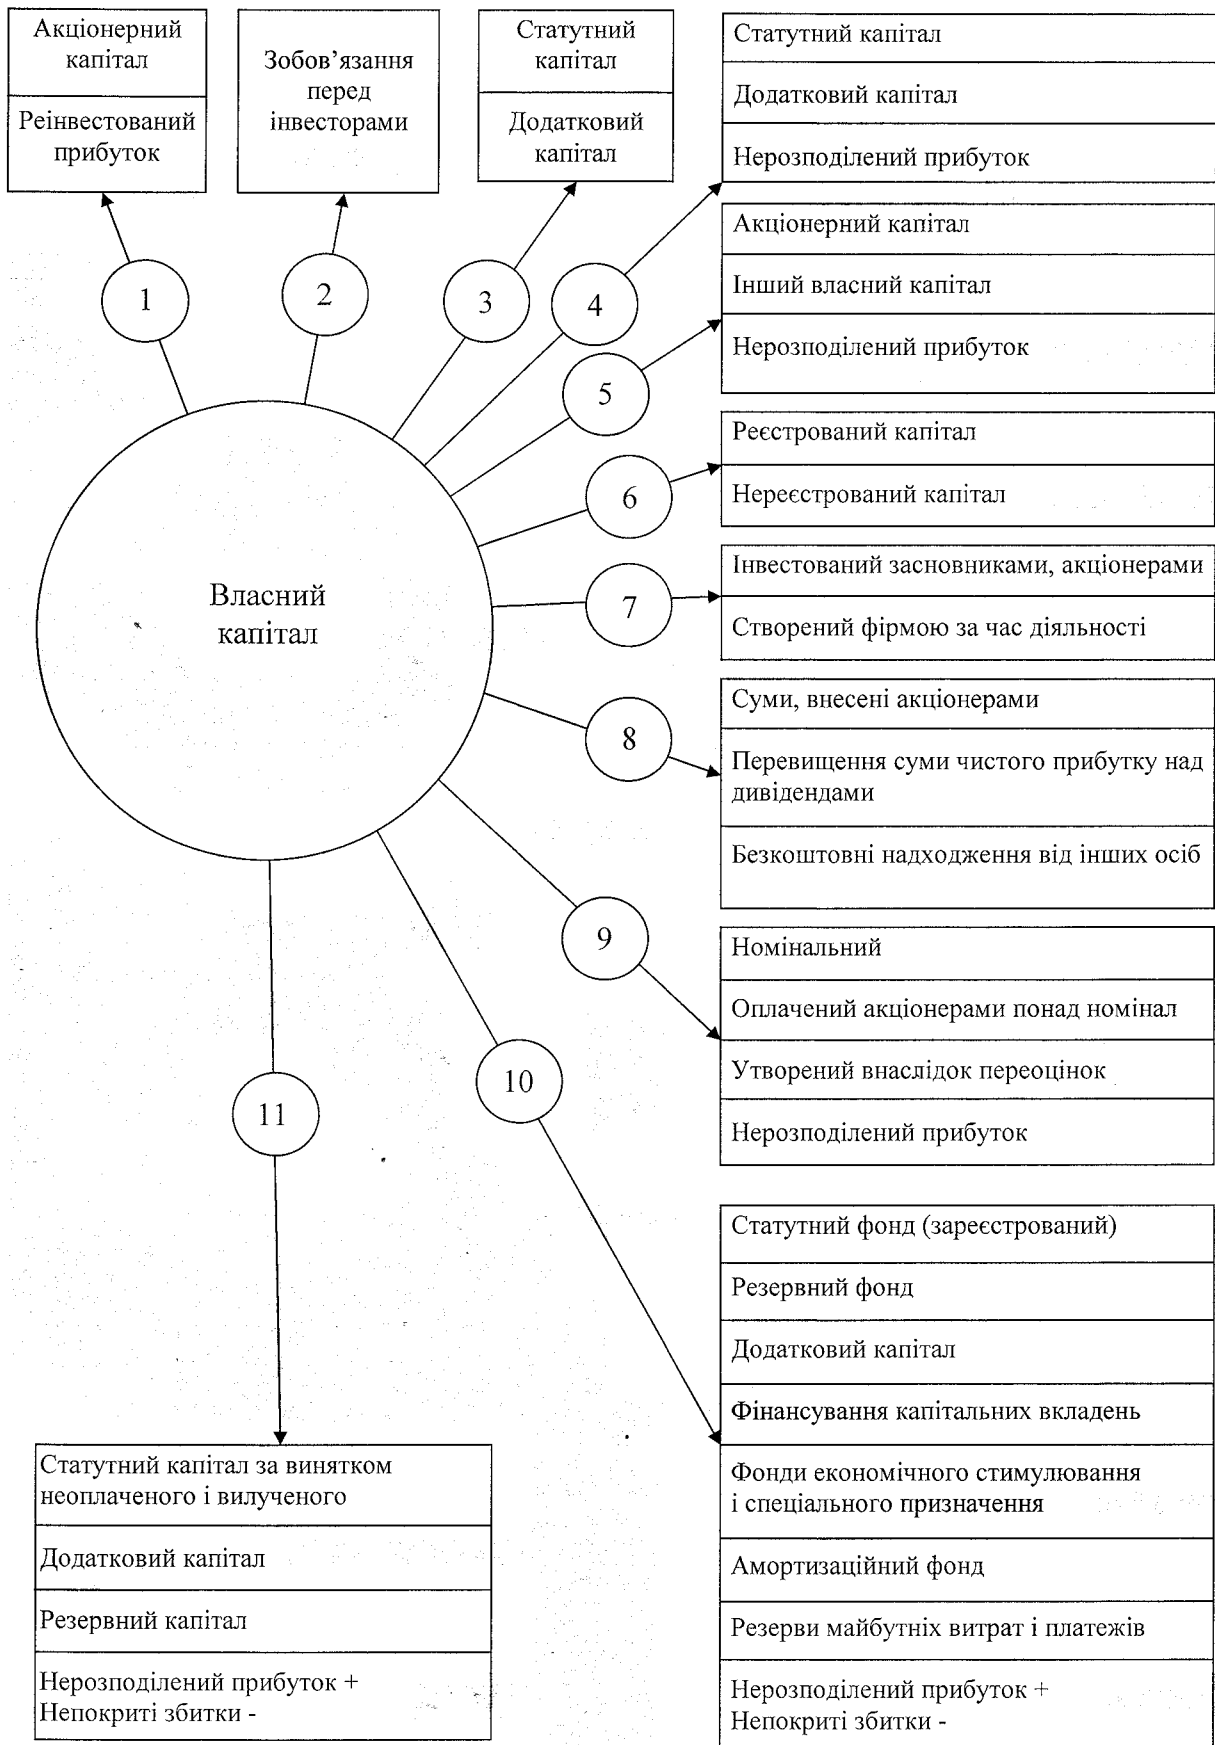 Акціонерний
капітал
Реінвестований
прибуток
Зобов’язання
перед
інвесторами
Статутний
капітал
Додатковий
капітал
Статутний капітал
Додатковий капітал
Нерозподілений прибуток
Акціонерний капітал
Інший власний капітал
Нерозподілений прибуток
1
2
3
4
5
Реєстрований капітал
Нереєстрований капітал
6
Інвестований засновниками, акціонерами
Створений фірмою за час діяльності
7
Власний
капітал
Суми, внесені акціонерами
Перевищення суми чистого прибутку над
дивідендами
Безкоштовні надходження від інших осіб
8
9
Номінальний
Оплачений акціонерами понад номінал
Утворений внаслідок переоцінок
Нерозподілений прибуток
10
11
Статутний фонд (зареєстрований)
Резервний фонд
Додатковий капітал
Фінансування капітальних вкладень
Фонди економічного стимулювання
і спеціального призначення
Амортизаційний фонд
Резерви майбутніх витрат і платежів
Нерозподілений прибуток +
Непокриті збитки -
Статутний капітал за винятком
неоплаченого і вилученого
Додатковий капітал
Резервний капітал
Нерозподілений прибуток +
Непокриті збитки -